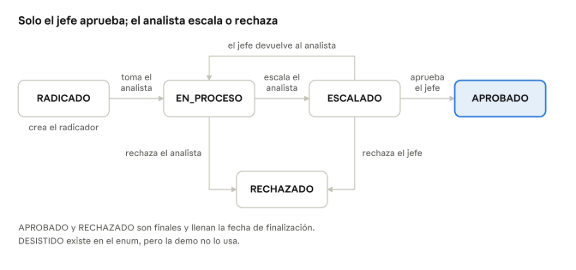 Solo el jefe aprueba; el analista escala o rechaza
el jefe devuelve al analista
toma el
analista
escala el
analista
aprueba
el jefe
RADICADO
EN_PROCESO
ESCALADO
APROBADO
crea el radicador
rechaza el analista
rechaza el jefe
RECHAZADO
APROBADO y RECHAZADO son finales y llenan la fecha de finalización.
DESISTIDO existe en el enum, pero la demo no lo usa.